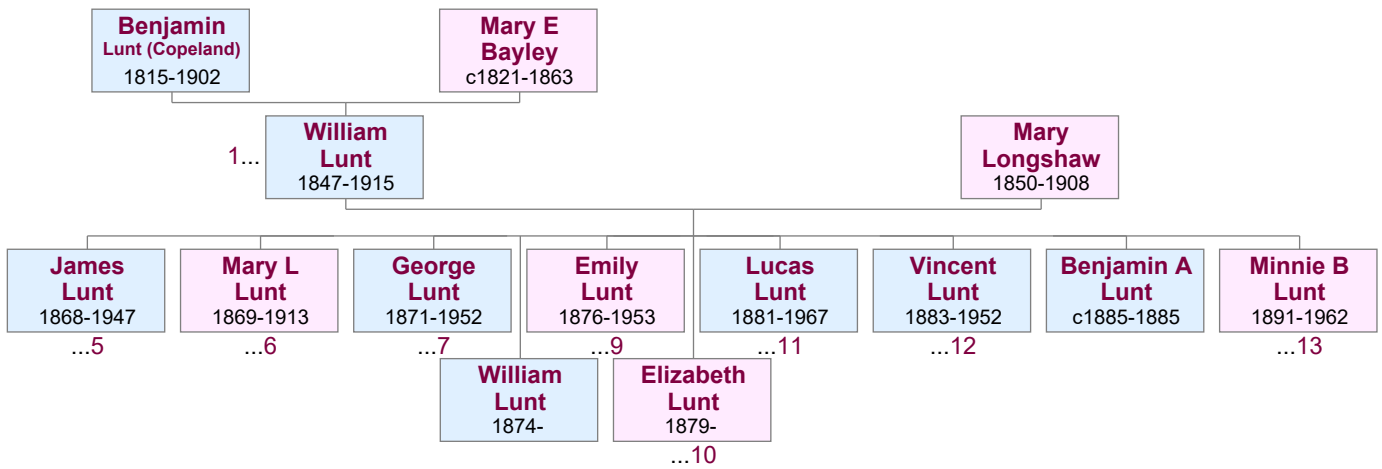 Benjamin
Lunt (Copeland)
1815-1902
Mary E
Bayley
c1821-1863
1...
William
Lunt
1847-1915
Mary
Longshaw
1850-1908
James
Lunt
1868-1947
...5
Mary L
Lunt
1869-1913
...6
George
Lunt
1871-1952
...7
Emily
Lunt
1876-1953
...9
Lucas
Lunt
1881-1967
...11
Vincent
Lunt
1883-1952
...12
Benjamin A
Lunt
c1885-1885
Minnie B
Lunt
1891-1962
...13
William
Lunt
1874-
Elizabeth
Lunt
1879-
...10